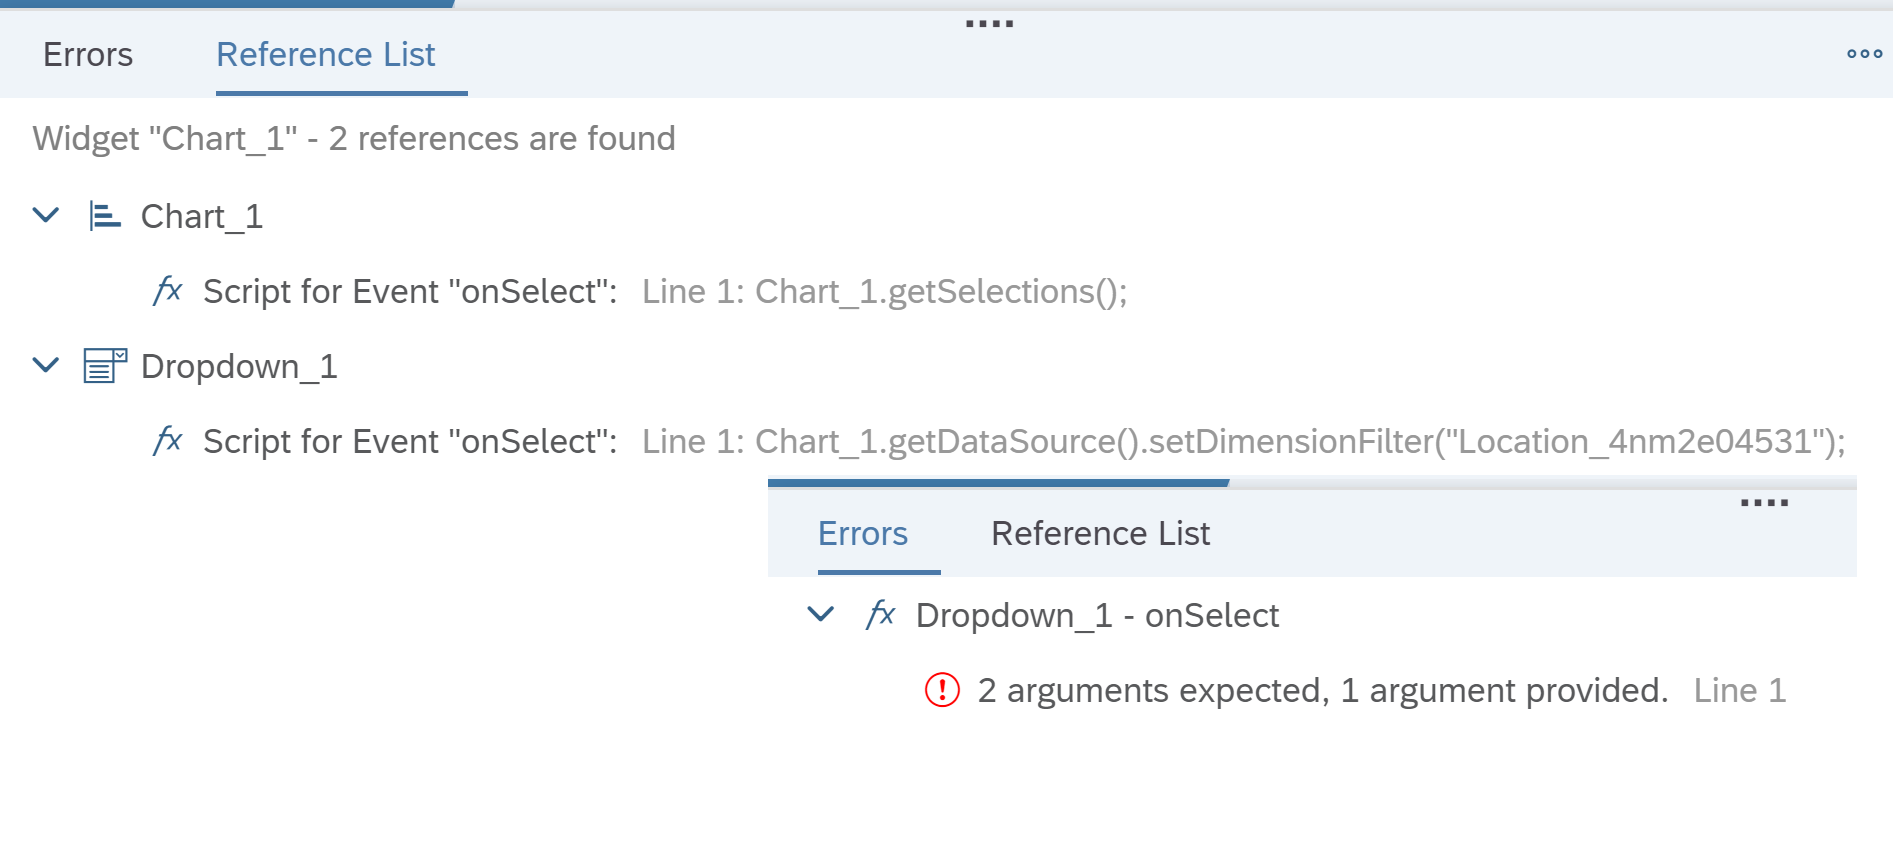 Errors Reference List
Widget "Chart_1" - 2 references are found
Chart_1
fx Script for Event "onSelect": Line 1: Chart_1.getSelections();
Dropdown_1
fx Script for Event "onSelect": Line 1: Chart_1.getDataSource().setDimensionFilter("Location_4nm2e04531");
Errors Reference List
fx Dropdown_1 - onSelect
2 arguments expected, 1 argument provided. Line 1